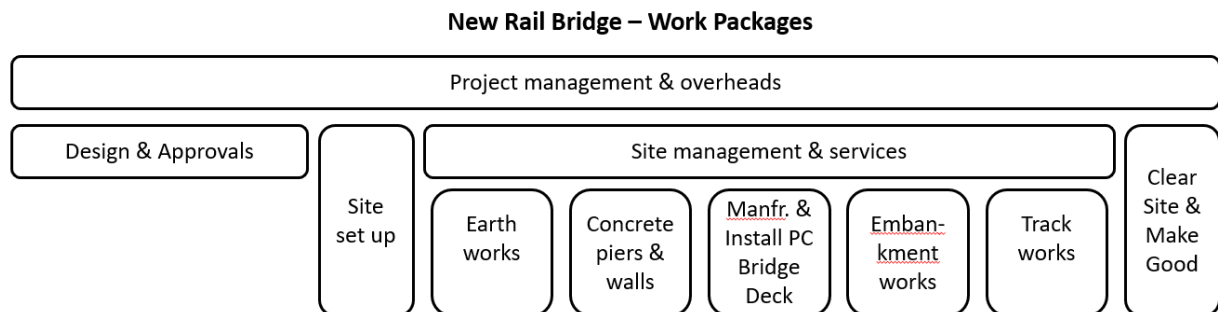 New Rail Bridge – Work Packages
Project management & overheads
Design & Approvals
Site
set up
Site management & services
Earth
works
Concrete
piers &
walls
Manfr. &
Install PC
Bridge
Deck
Emban-
kment
works
Track
works
Clear
Site &
Make
Good